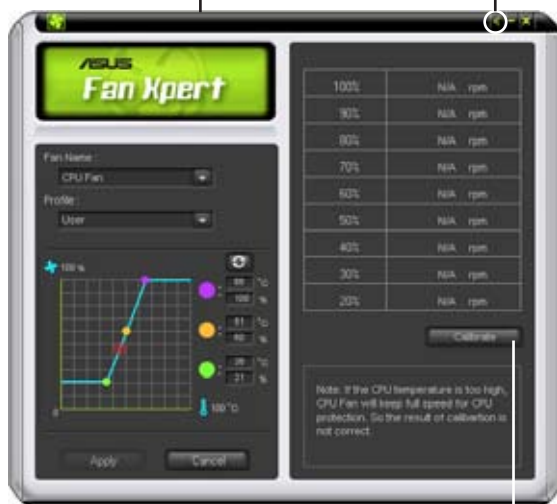 ASUS
Fan Xpert
Fan Name :
CPU Fan
Profile :
User
100 %
°C
100 %
°C
%
°C
21 %
0
100 °C
Apply
Cancel
100% N/A rpm
90% N/A rpm
80% N/A rpm
70% N/A rpm
60% N/A rpm
50% N/A rpm
40% N/A rpm
30% N/A rpm
20% N/A rpm
Calibrate
Note: If the CPU temperature is too high,
CPU Fan will keep full speed for CPU
protection. So the result of calibartion is
not correct.